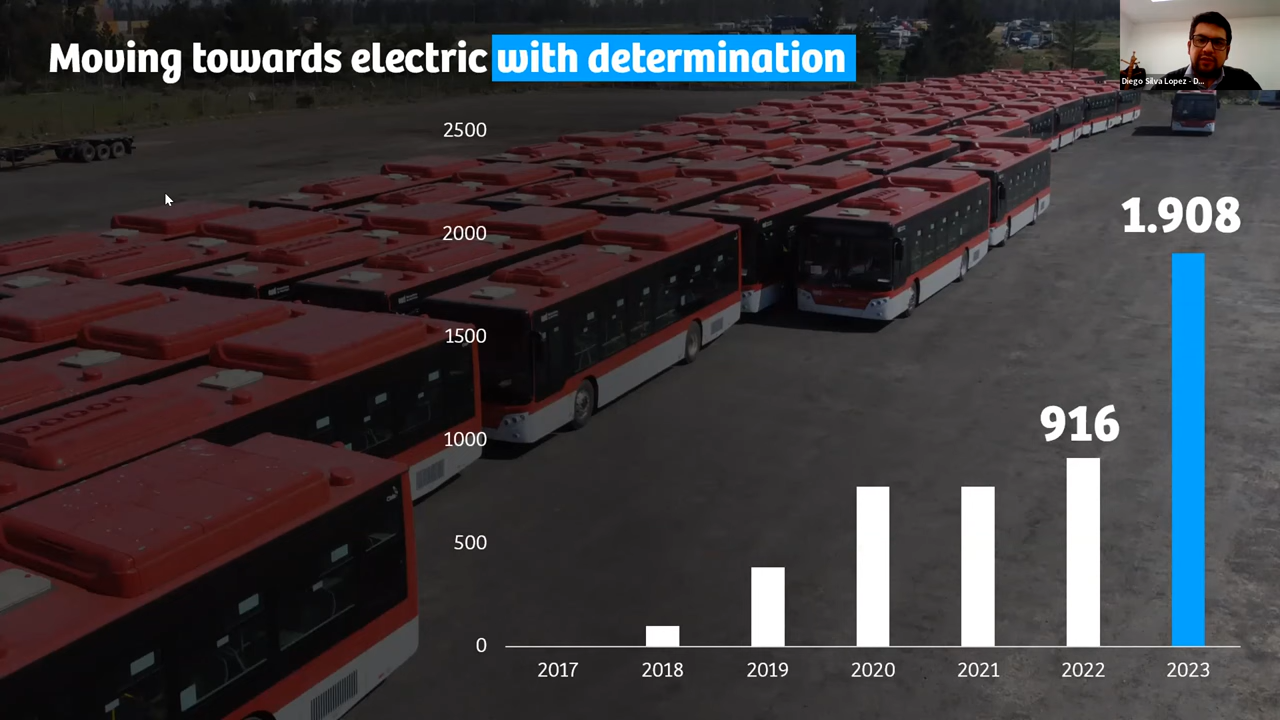 Moving towards electric with determination
Diego Silva Lopez - D...
2500
2000
1500
1000
500
0
1.908
916
2017 2018 2019 2020 2021 2022 2023